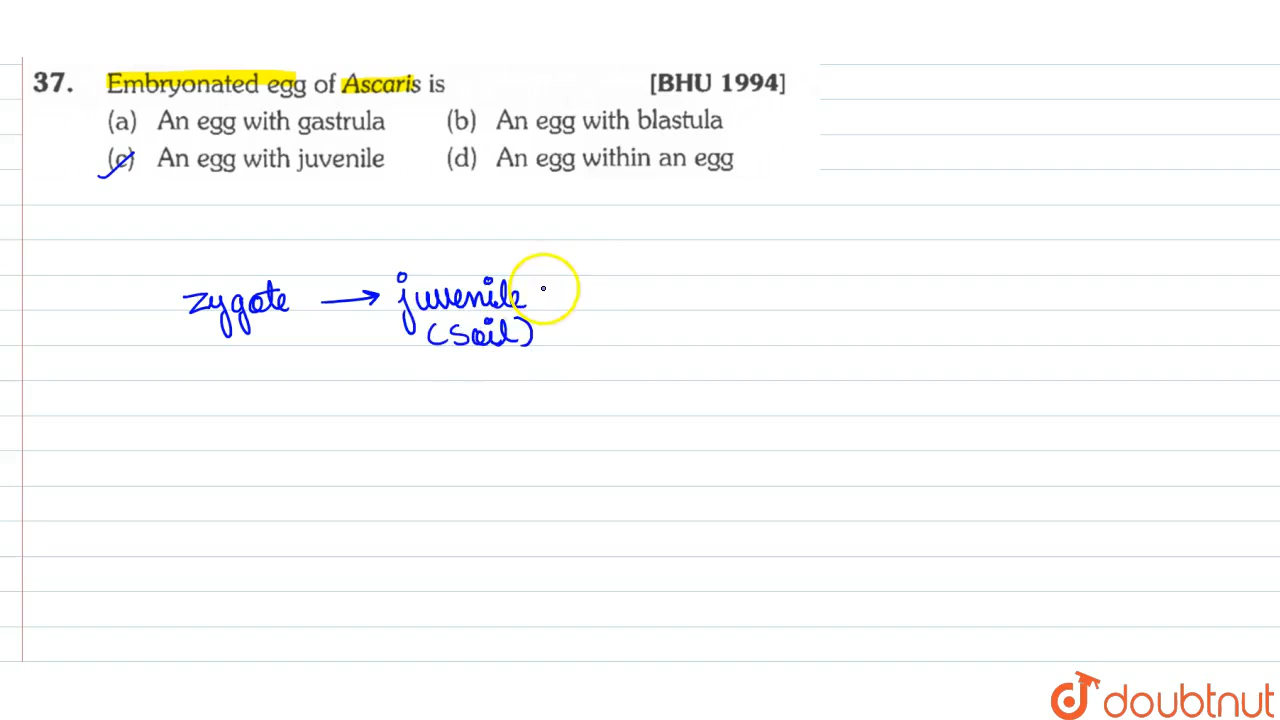 37. Embryonated egg of Ascaris is [BHU 1994]
(a) An egg with gastrula (b) An egg with blastula
(c) An egg with juvenile (d) An egg within an egg
zygote → juvenile
(soil)
doubtnut